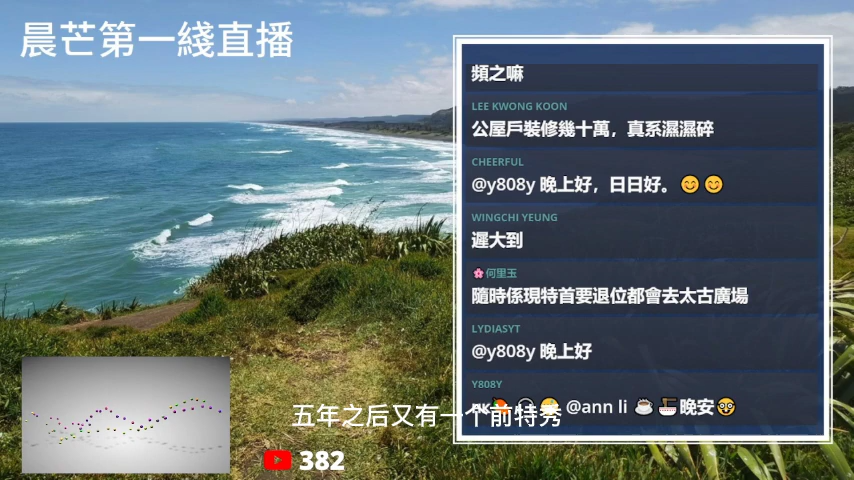 晨芒第一綫直播
頻之嘛
LEE KWONG KOON
公屋戶裝修幾十萬，真系濕濕碎
CHEERFUL
@y808y 晚上好，日日好。😊😊
WINGCHI YEUNG
遲大到
🌸何里玉
隨時係現特首要退位都會去太古廣場
LYDIASYT
@y808y 晚上好
Y808Y
@ann li ☕ 晚安
五年之后又有一个前特秀
382